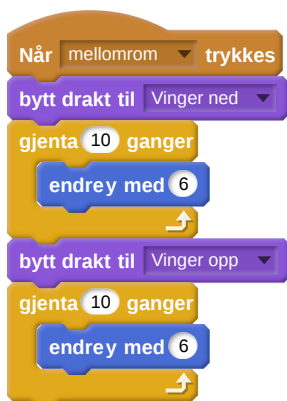 Når mellomrom trykkes
bytt drakt til Vinger ned
gjenta 10 ganger
endrey med 6
bytt drakt til Vinger opp
gjenta 10 ganger
endrey med 6